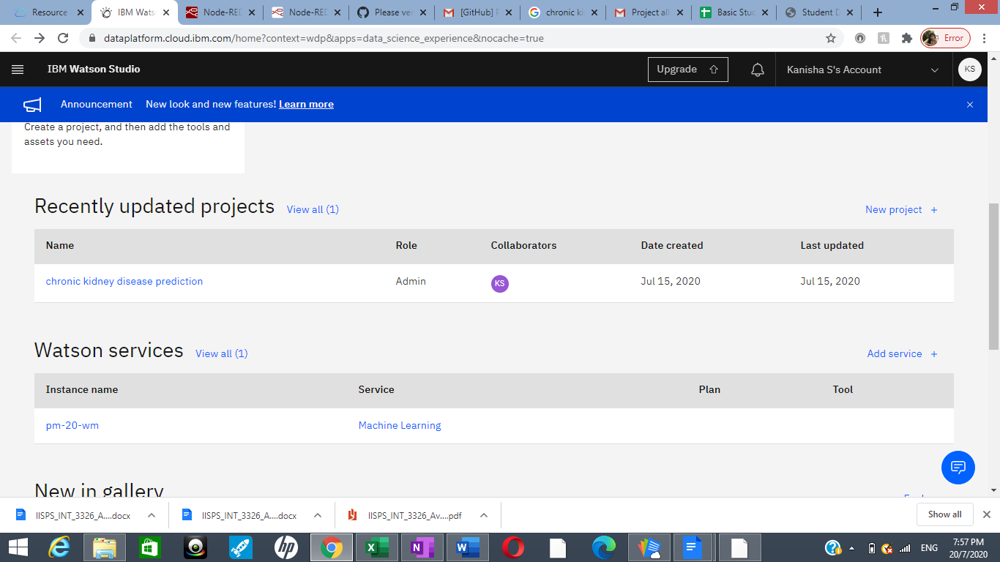 Resource
IBM Wats
Node-RED
Node-RED
Please ver
[GitHub] P
chronic ki
Project all
Basic Stud
Student D
dataplatform.cloud.ibm.com/home?context=wdp&apps=data_science_experience&nocache=true
Error
IBM Watson Studio
Upgrade
Kanisha S's Account
KS
Announcement New look and new features! Learn more
Create a project, and then add the tools and
assets you need.
Recently updated projects View all (1) New project +
Name Role Collaborators Date created Last updated
chronic kidney disease prediction Admin KS Jul 15, 2020 Jul 15, 2020
Watson services View all (1) Add service +
Instance name Service Plan Tool
pm-20-wm Machine Learning
New in gallery
IISPS_INT_3326_A....docx
IISPS_INT_3326_A....docx
IISPS_INT_3326_Av....pdf
Show all
ENG
7:57 PM
20/7/2020